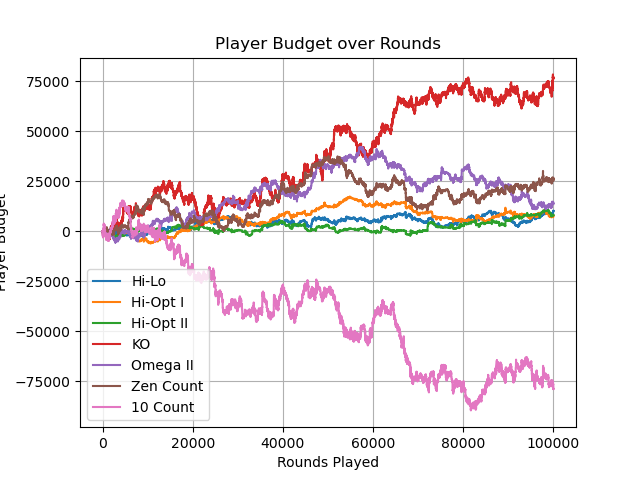 Player Budget over Rounds
Player Budget
75000
50000
25000
0
−25000
−50000
−75000
Hi-Lo
Hi-Opt I
Hi-Opt II
KO
Omega II
Zen Count
10 Count
0 20000 40000 60000 80000 100000
Rounds Played